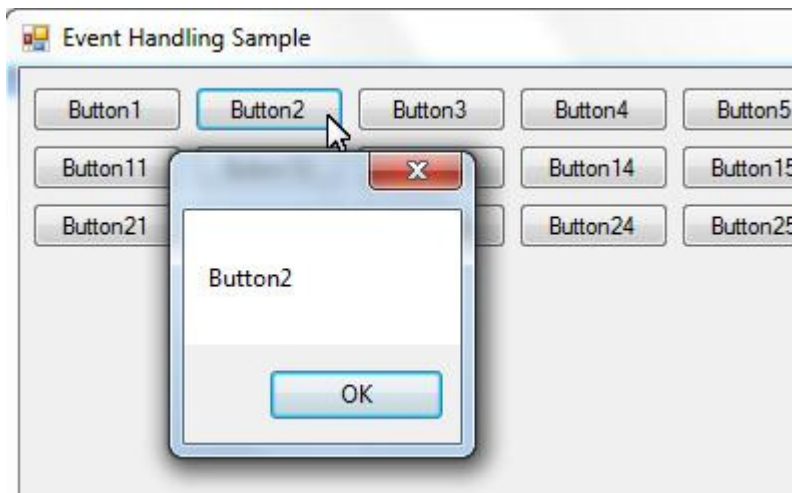 Event Handling Sample
Button1 Button2 Button3 Button4 Button5
Button11 Button14 Button15
Button21 Button24 Button25
Button2
OK